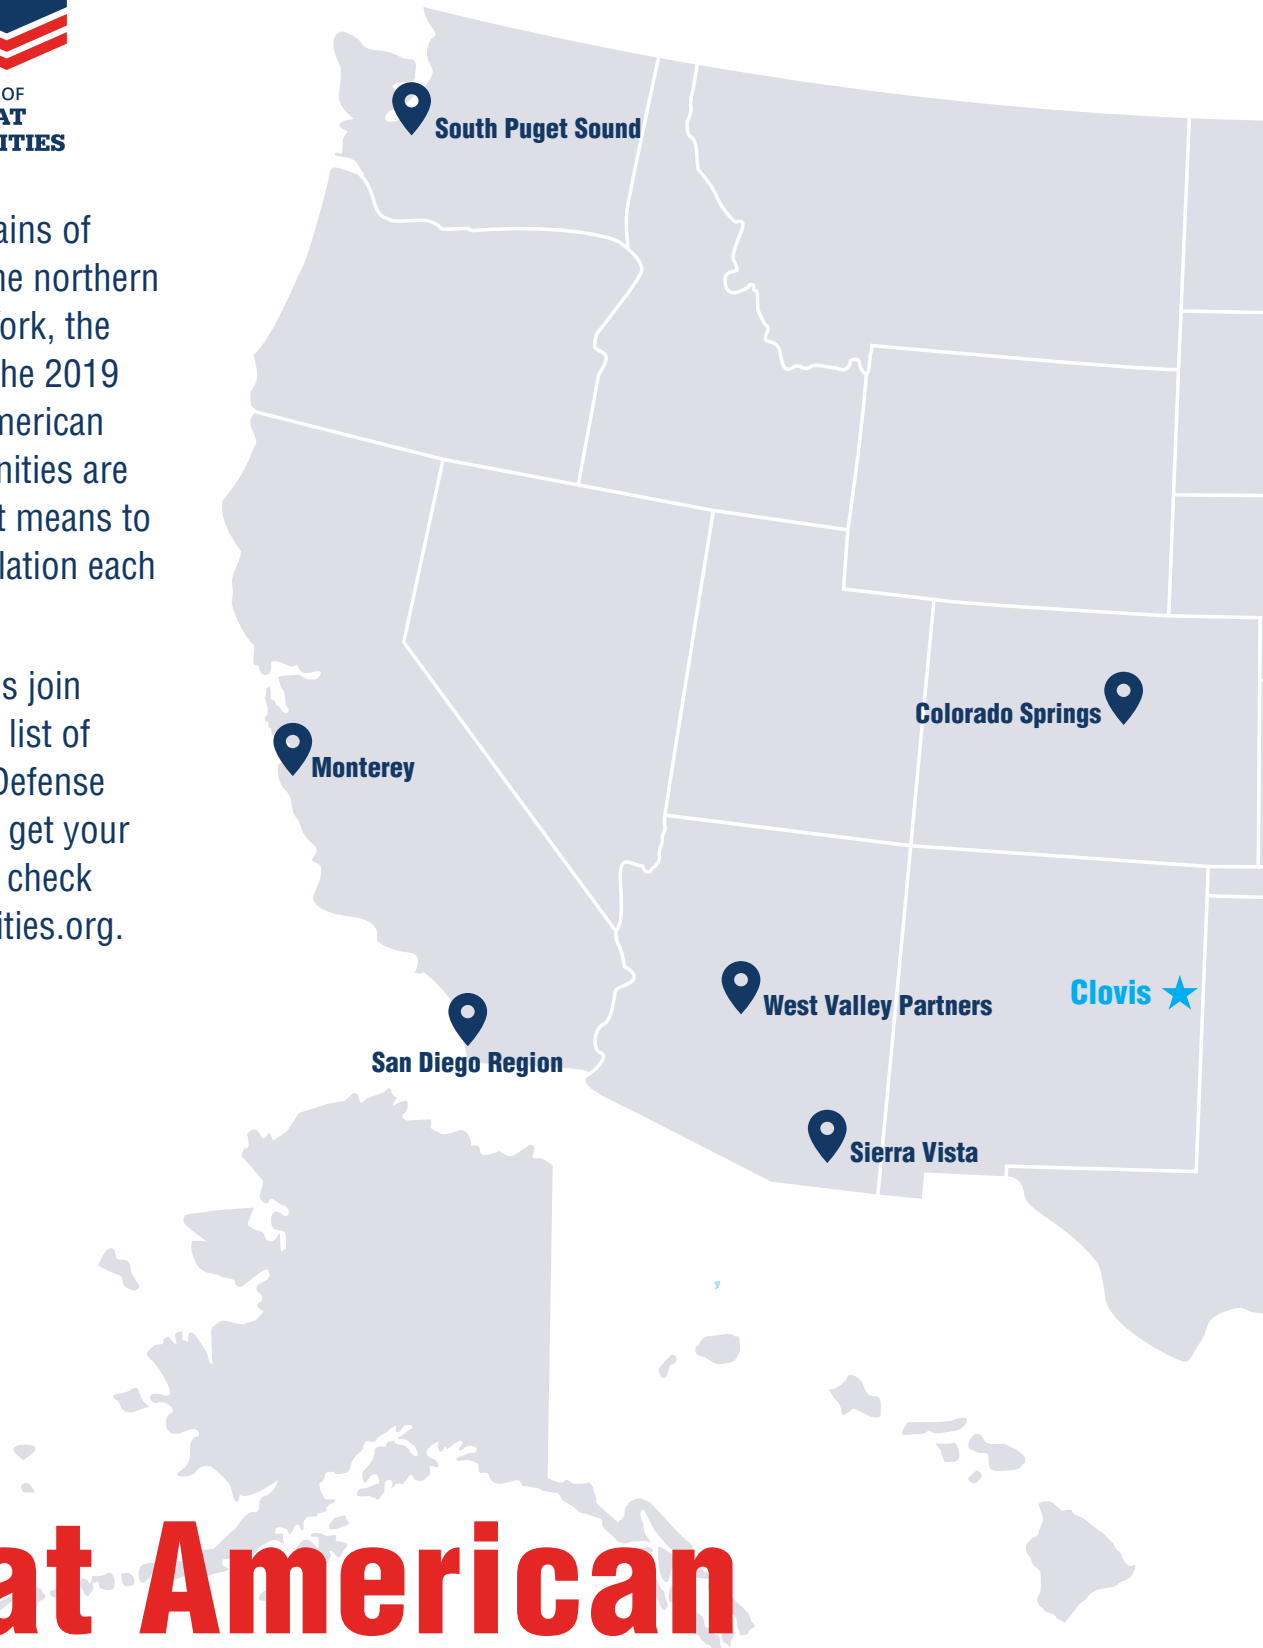 OF
AT
ITIES
ains of
ne northern
ork, the
he 2019
merican
nities are
t means to
lation each
s join
list of
Defense
get your
check
ities.org.
South Puget Sound
Colorado Springs
Monterey
West Valley Partners
Clovis
San Diego Region
Sierra Vista
at American